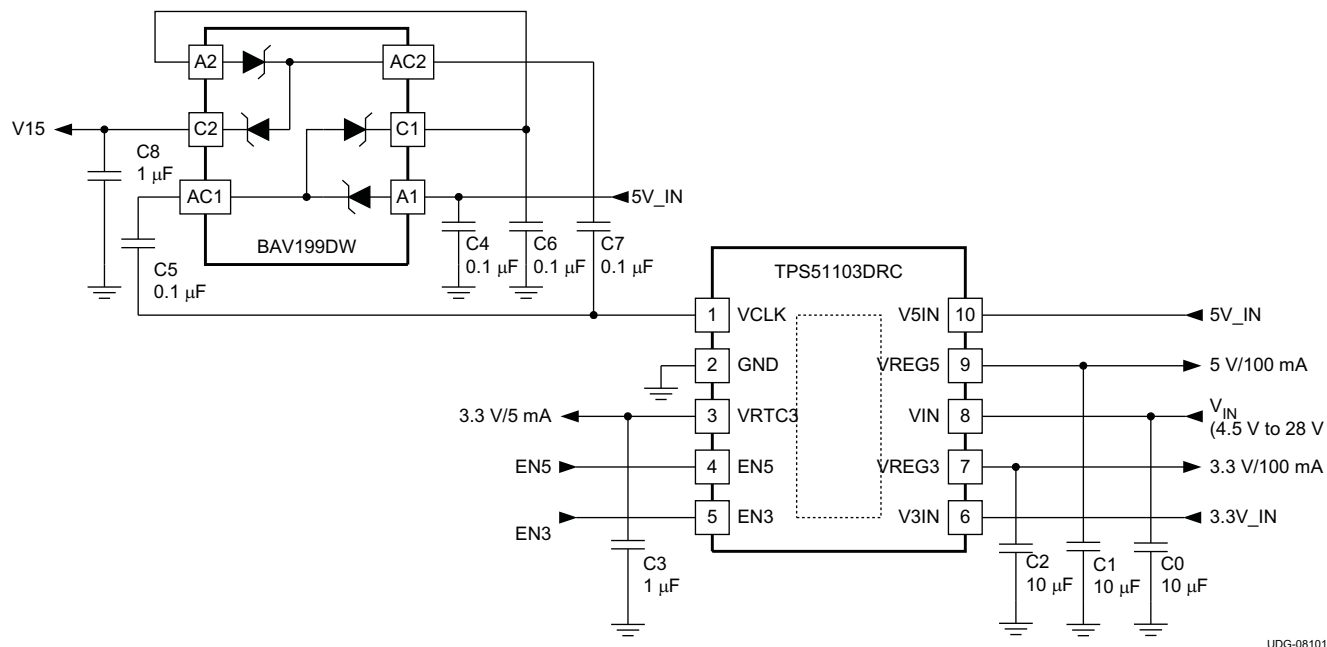 A2
AC2
V15
C2
C1
C8
1 μF
AC1
A1
5V_IN
BAV199DW
C5
0.1 μF
C4
0.1 μF
C6
0.1 μF
C7
0.1 μF
TPS51103DRC
1 VCLK
V5IN 10
5V_IN
2 GND
VREG5 9
5 V/100 mA
3.3 V/5 mA
3 VRTC3
VIN 8
VIN
(4.5 V to 28 V
EN5
4 EN5
VREG3 7
3.3 V/100 mA
EN3
5 EN3
V3IN 6
3.3V_IN
C3
1 μF
C2
10 μF
C1
10 μF
C0
10 μF
UDG-08101